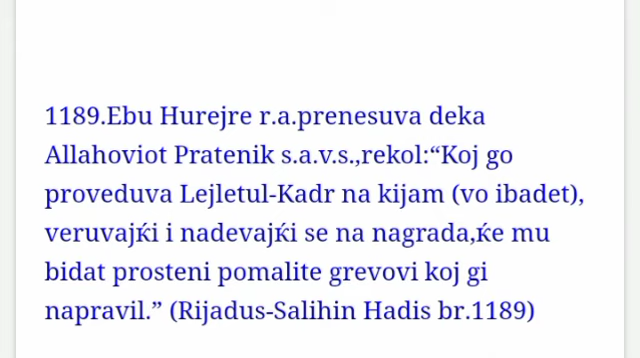 1189.Ebu Hurejre r.a.prenesuva deka
Allahoviot Pratenik s.a.v.s.,rekol:“Koj go
proveduva Lejletul-Kadr na kijam (vo ibadet),
veruvajḱi i nadevajḱi se na nagrada,ḱe mu
bidat prosteni pomalite grevovi koj gi
napravil.” (Rijadus-Salihin Hadis br.1189)